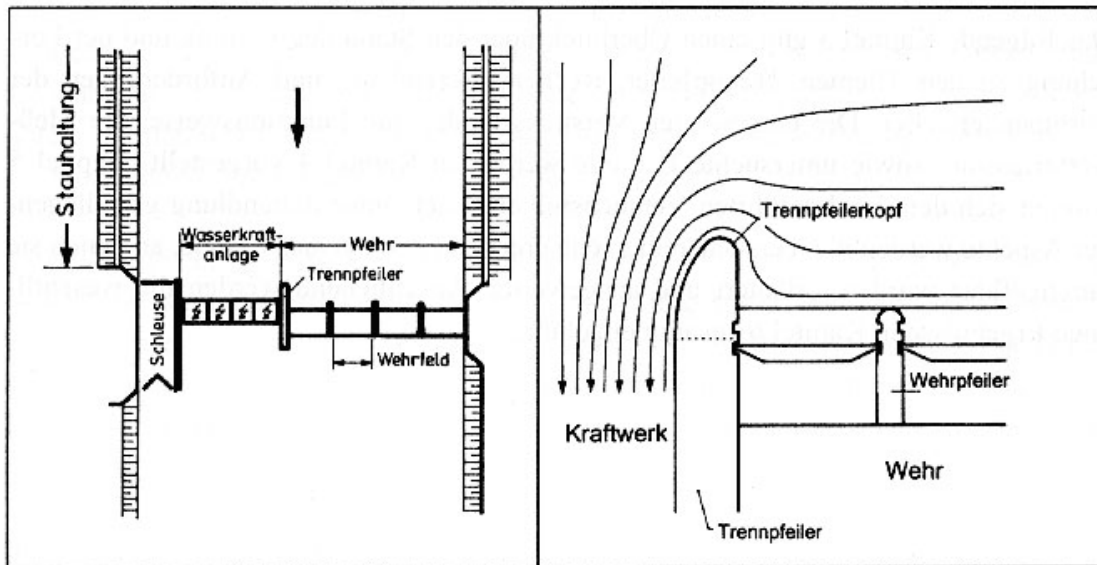 Stauhaltung
Wasserkraft-
anlage
Wehr
Trennpfeiler
Schleuse
Wehrfeld
Trennpfeilerkopf
Wehrpfeiler
Kraftwerk
Wehr
Trennpfeiler